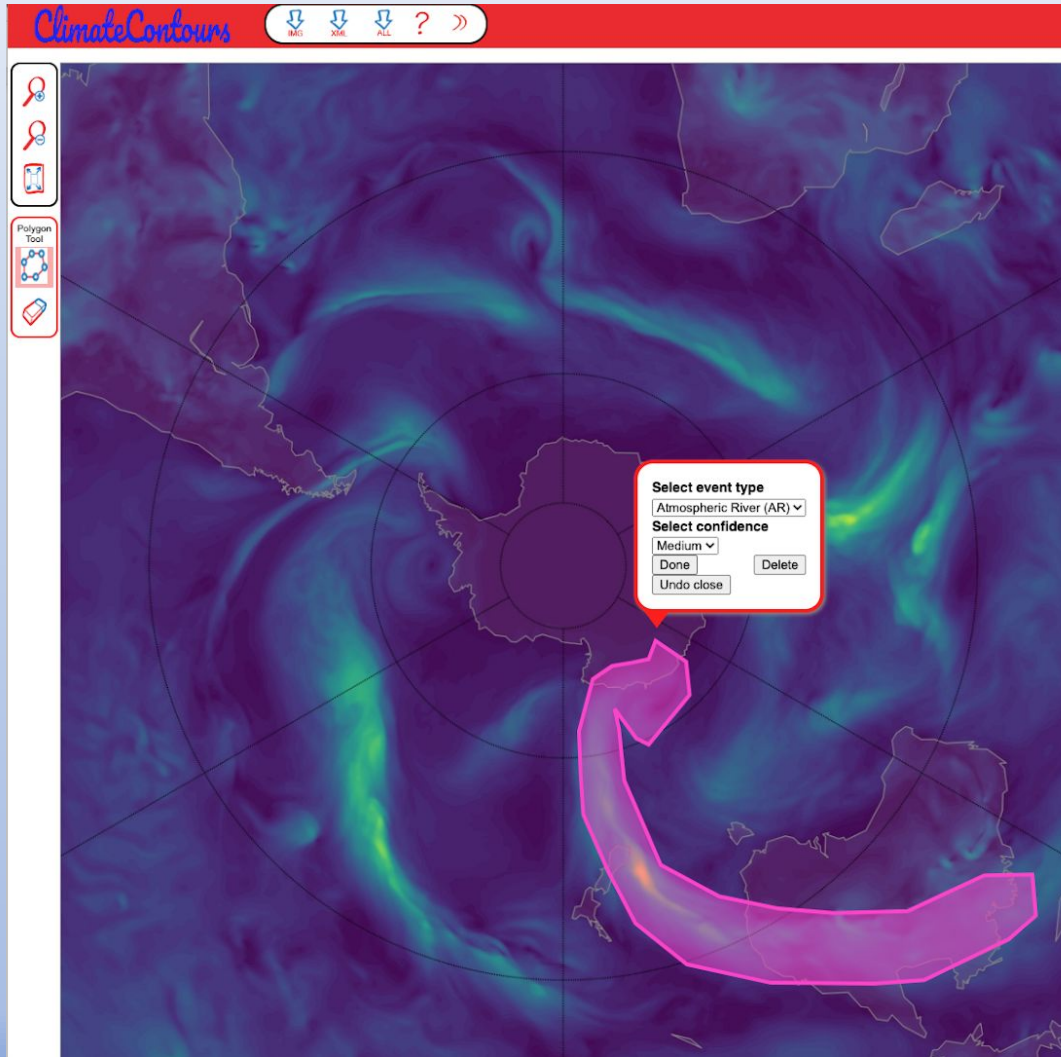 ClimateContours
IMG XML ALL
Polygon
Tool
Select event type
Atmospheric River (AR)
Select confidence
Medium
Done Delete
Undo close